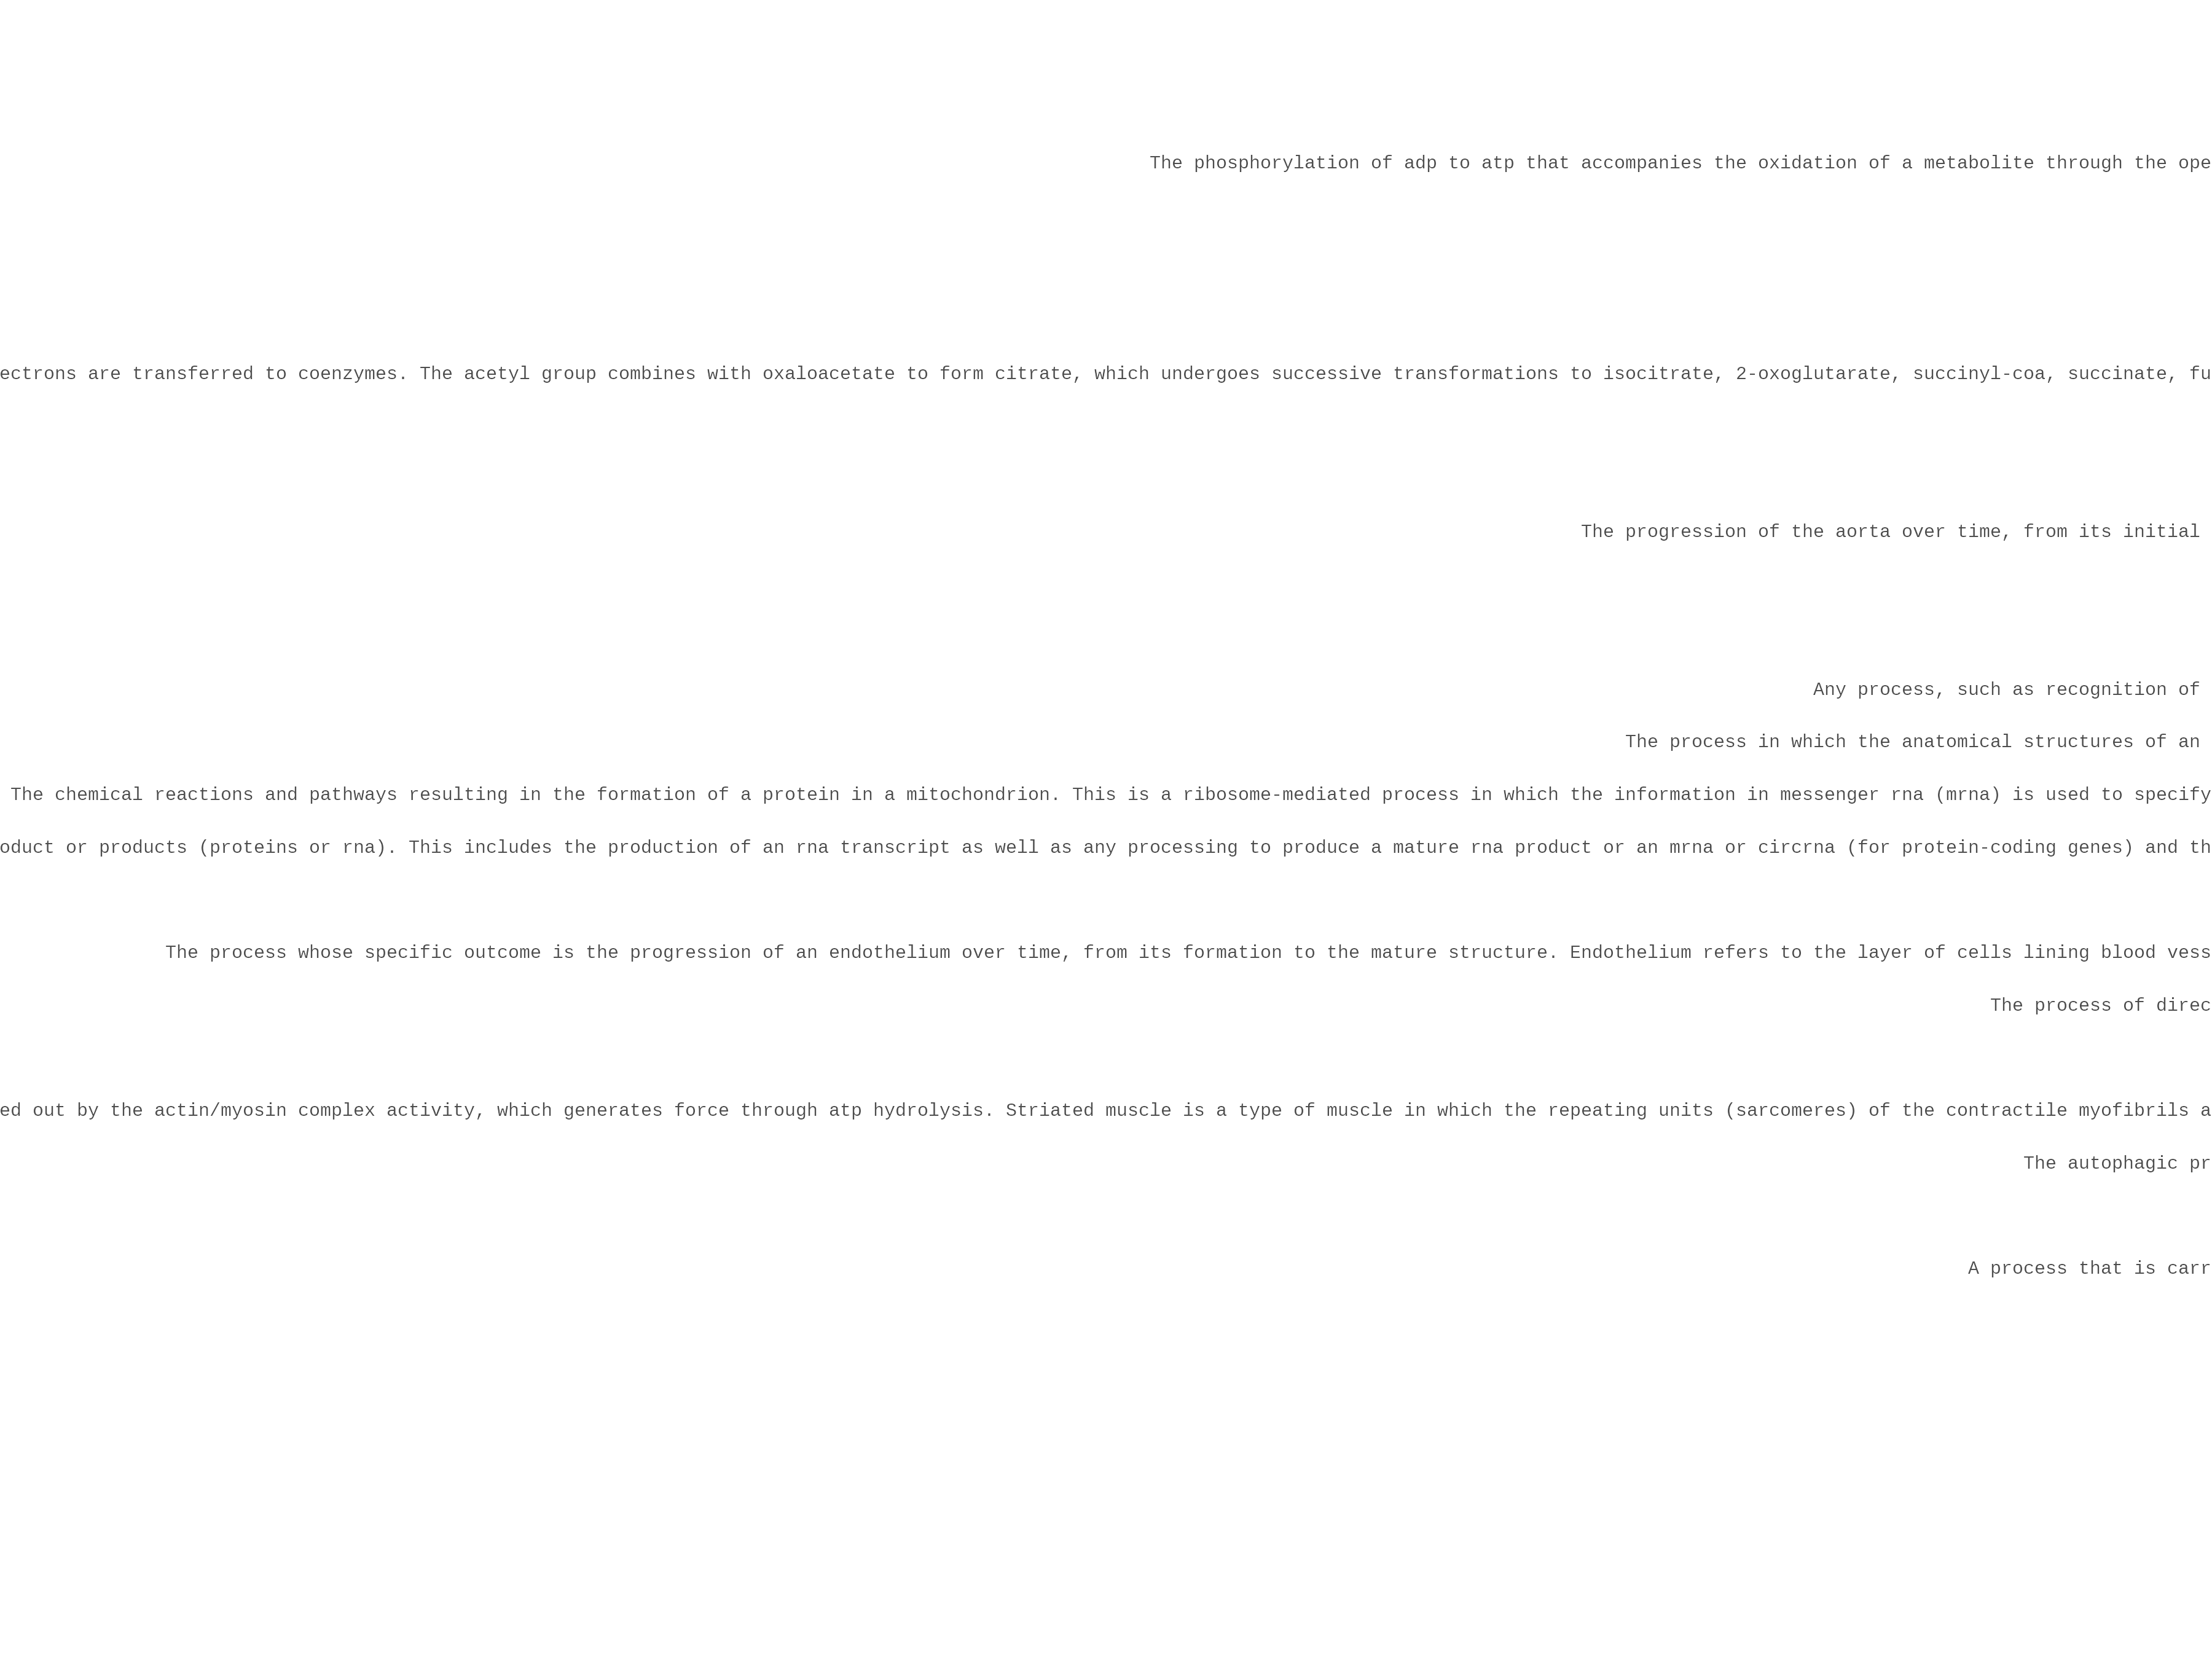 The phosphorylation of adp to atp that accompanies the oxidation of a metabolite through the ope
ectrons are transferred to coenzymes. The acetyl group combines with oxaloacetate to form citrate, which undergoes successive transformations to isocitrate, 2-oxoglutarate, succinyl-coa, succinate, fu
The progression of the aorta over time, from its initial
Any process, such as recognition of
The process in which the anatomical structures of an
The chemical reactions and pathways resulting in the formation of a protein in a mitochondrion. This is a ribosome-mediated process in which the information in messenger rna (mrna) is used to specify
oduct or products (proteins or rna). This includes the production of an rna transcript as well as any processing to produce a mature rna product or an mrna or circrna (for protein-coding genes) and th
The process whose specific outcome is the progression of an endothelium over time, from its formation to the mature structure. Endothelium refers to the layer of cells lining blood vess
The process of direc
ed out by the actin/myosin complex activity, which generates force through atp hydrolysis. Striated muscle is a type of muscle in which the repeating units (sarcomeres) of the contractile myofibrils a
The autophagic pr
A process that is carr